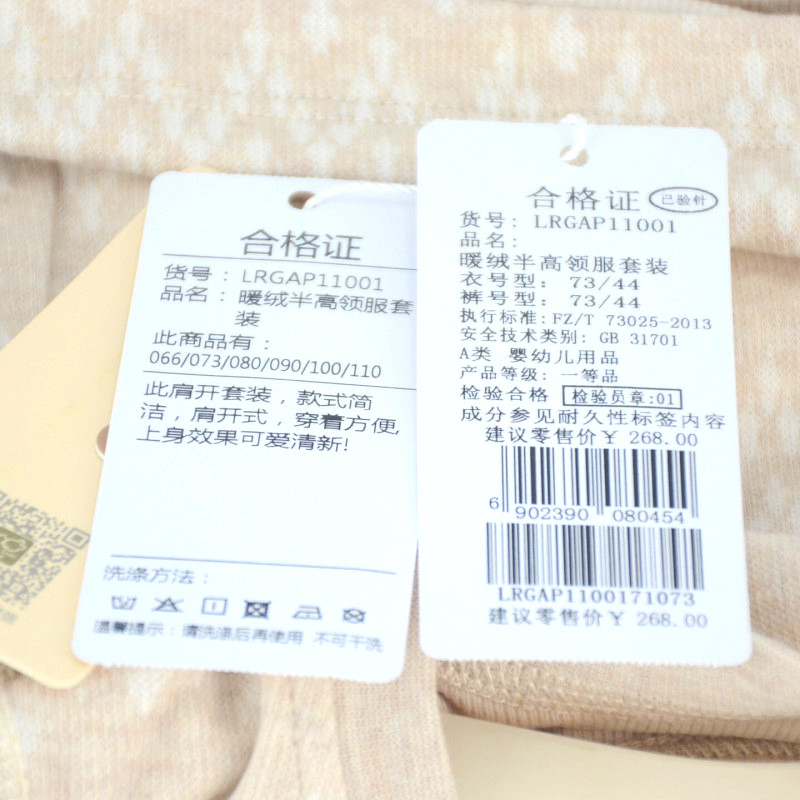 合格证
货号：LRGAP11001
品名：暖绒半高领服套
装
此商品有：
066/073/080/090/100/110
此肩开套装，款式简
洁，肩开式，穿着方便,
上身效果可爱清新!
洗涤方法：
温馨提示：请洗涤后再使用 不可干洗
合格证 已验针
货号: LRGAP11001
品名:
暖绒半高领服套装
衣号型: 73/44
裤号型: 73/44
执行标准:FZ/T 73025-2013
安全技术类别: GB 31701
A类 婴幼儿用品
产品等级: 一等品
检验合格 检验员章:01
成分参见耐久性标签内容
建议零售价￥ 268.00
6 902390 080454
LRGAP1100171073
建议零售价￥ 268.00